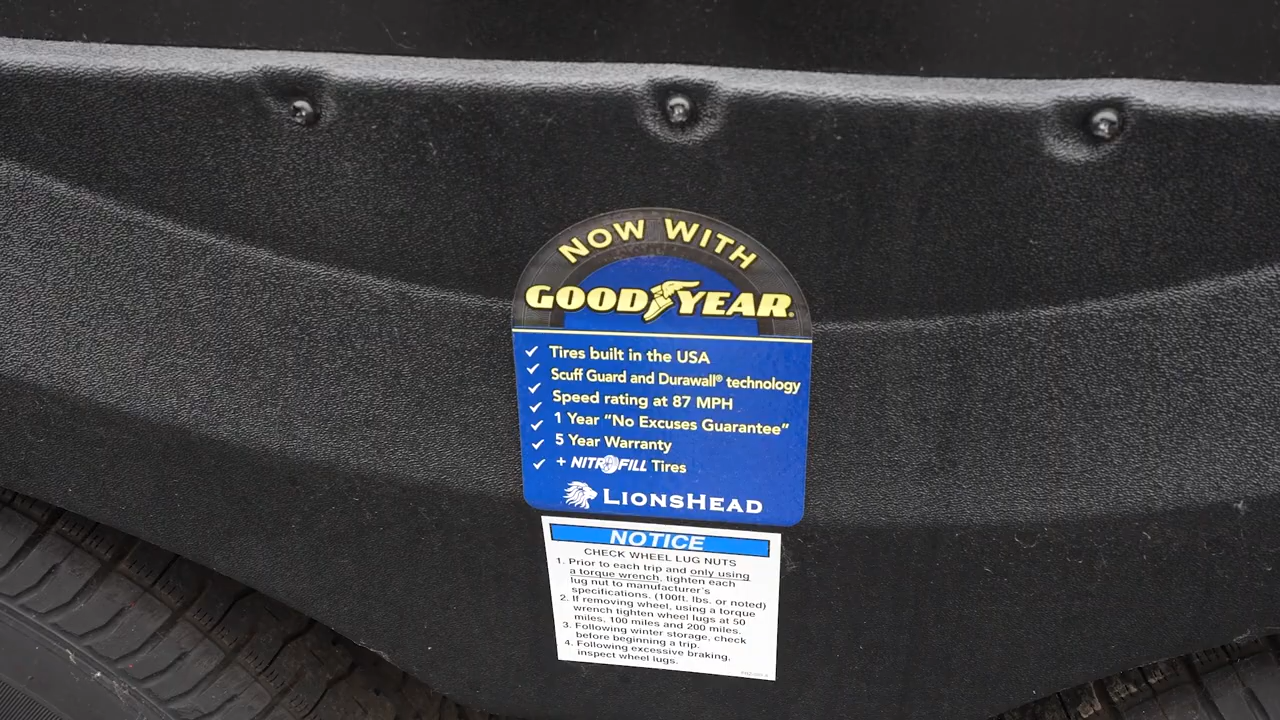 NOW WITH
GOODYEAR
Tires built in the USA
Scuff Guard and Durawall® technology
Speed rating at 87 MPH
1 Year “No Excuses Guarantee”
5 Year Warranty
+ NITROFILL Tires
LIONSHEAD
NOTICE
CHECK WHEEL LUG NUTS
1. Prior to each trip and only using
a torque wrench, tighten each
lug nut to manufacturer's
specifications. (100ft. lbs. or noted)
2. If removing wheel, using a torque
wrench tighten wheel lugs at 50
miles, 100 miles and 200 miles.
3. Following winter storage, check
before beginning a trip.
4. Following excessive braking,
inspect wheel lugs.